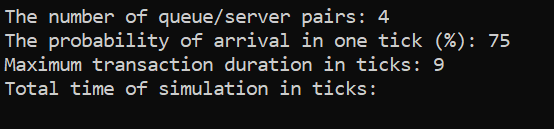 The number of queue/server pairs: 4
The probability of arrival in one tick (%): 75
Maximum transaction duration in ticks: 9
Total time of simulation in ticks: